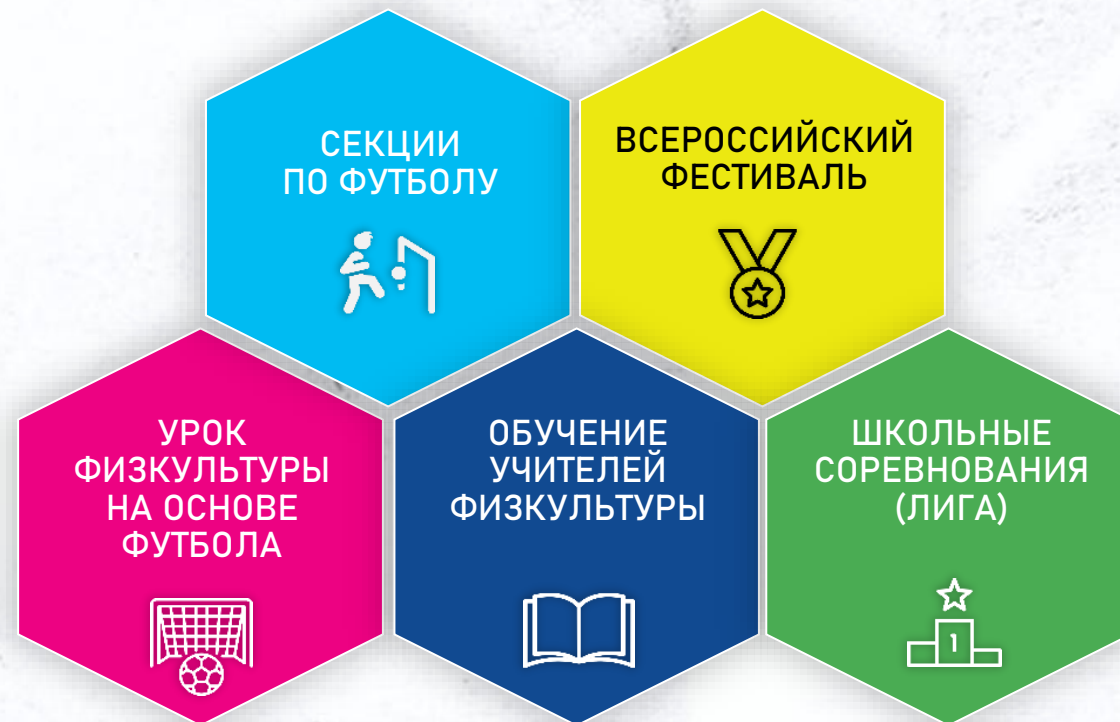 СЕКЦИИ
ПО ФУТБОЛУ
ВСЕРОССИЙСКИЙ
ФЕСТИВАЛЬ
УРОК
ФИЗКУЛЬТУРЫ
НА ОСНОВЕ
ФУТБОЛА
ОБУЧЕНИЕ
УЧИТЕЛЕЙ
ФИЗКУЛЬТУРЫ
ШКОЛЬНЫЕ
СОРЕВНОВАНИЯ
(ЛИГА)
1